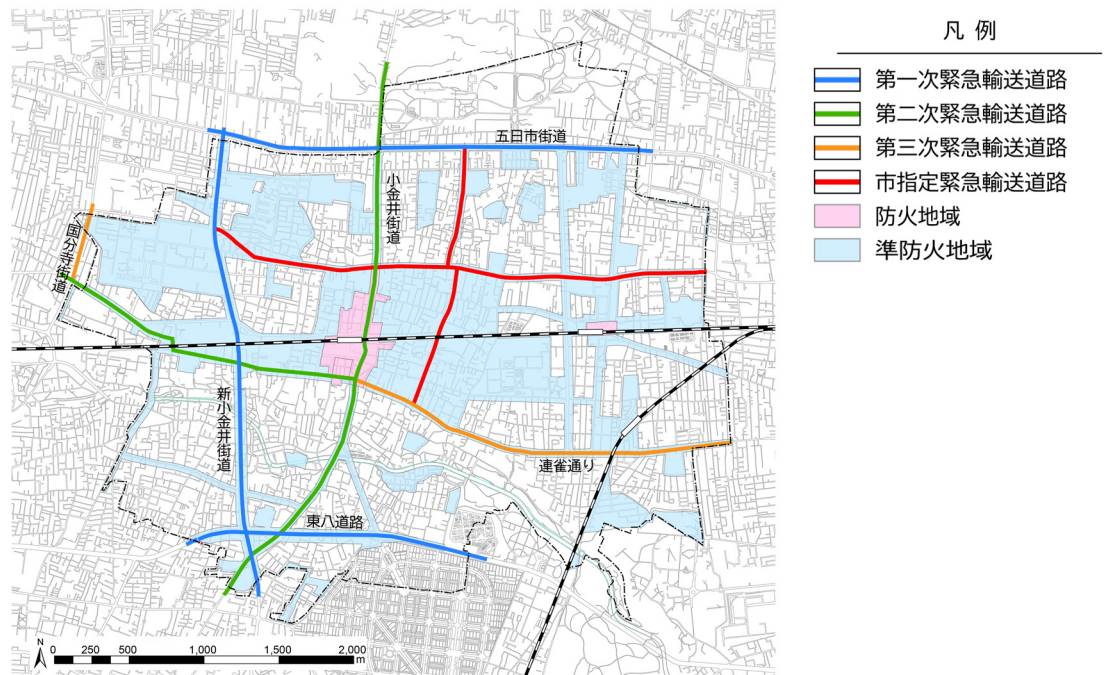 凡 例
第一次緊急輸送道路
第二次緊急輸送道路
第三次緊急輸送道路
市指定緊急輸送道路
防火地域
準防火地域
五日市街道
小金井街道
国分寺街道
新小金井街道
連雀通り
東八道路
N
0 250 500 1,000 1,500 2,000
m